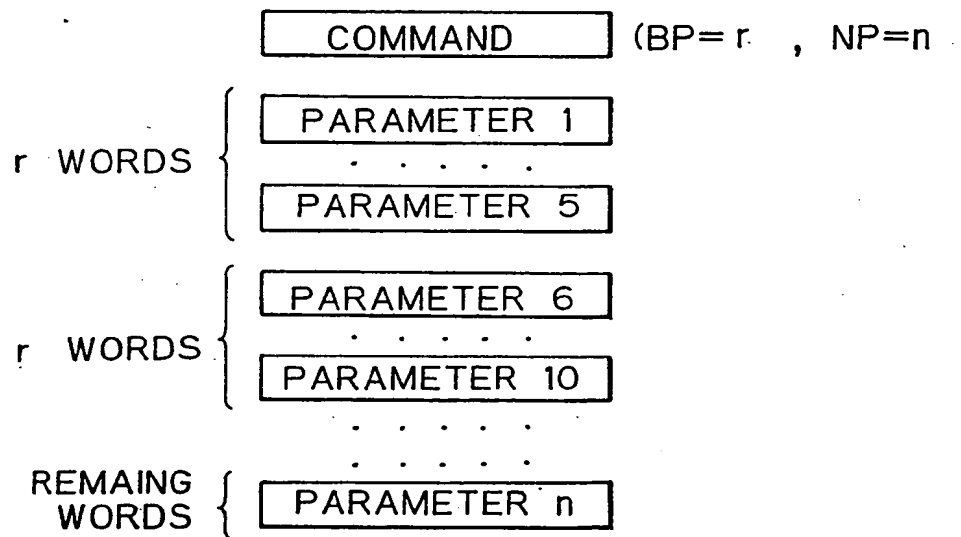 COMMAND (BP=r , NP=n
PARAMETER 1
. . . . .
r WORDS
PARAMETER 5
PARAMETER 6
. . . . .
r WORDS
PARAMETER 10
. . . . .
. . . . .
REMAING
WORDS
PARAMETER n